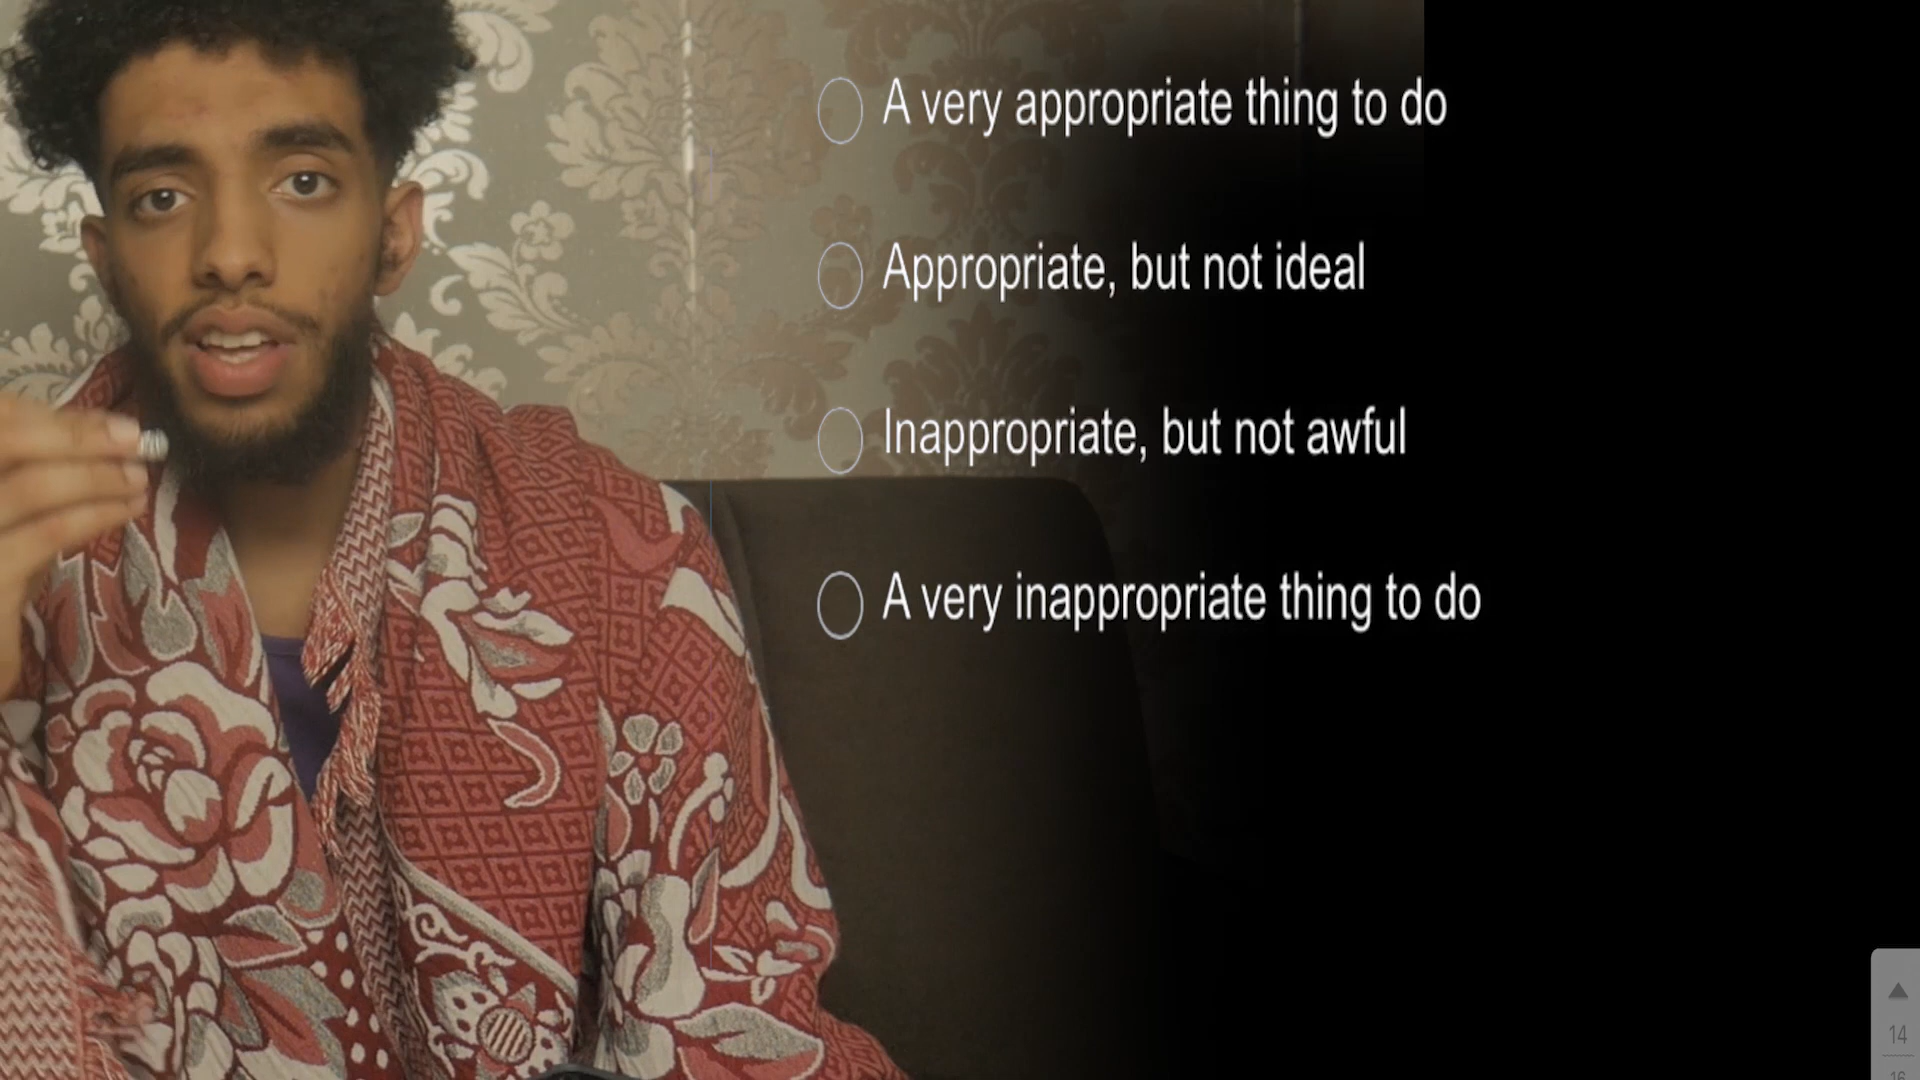 A very appropriate thing to do
Appropriate, but not ideal
Inappropriate, but not awful
A very inappropriate thing to do
14
16